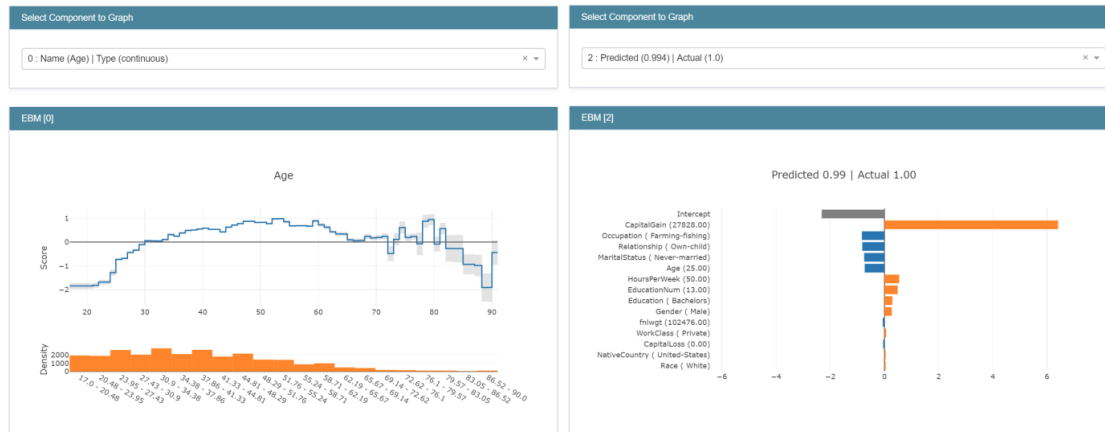 Select Component to Graph
0 : Name (Age) | Type (continuous)
× 
EBM [0]
Age
1
0
−1
−2
Score
20
30
40
50
60
70
80
90
Density
2000
1000
0
17.0 - 20.48
20.48 - 23.95
23.95 - 27.43
27.43 - 30.9
30.9 - 34.38
34.38 - 37.86
37.86 - 41.33
41.33 - 44.81
44.81 - 48.29
48.29 - 51.76
51.76 - 55.24
55.24 - 58.71
58.71 - 62.19
62.19 - 65.67
65.67 - 69.14
69.14 - 72.62
72.62 - 76.1
76.1 - 79.57
79.57 - 83.05
83.05 - 86.52
86.52 - 90.0
Select Component to Graph
2 : Predicted (0.994) | Actual (1.0)
×
EBM [2]
Predicted 0.99 | Actual 1.00
Intercept
CapitalGain (27828.00)
Occupation ( Farming-fishing)
Relationship ( Own-child)
MaritalStatus ( Never-married)
Age (25.00)
HoursPerWeek (50.00)
EducationNum (13.00)
Education ( Bachelors)
Gender ( Male)
fnlwgt (102476.00)
WorkClass ( Private)
CapitalLoss (0.00)
NativeCountry ( United-States)
Race ( White)
−6
−4
−2
0
2
4
6